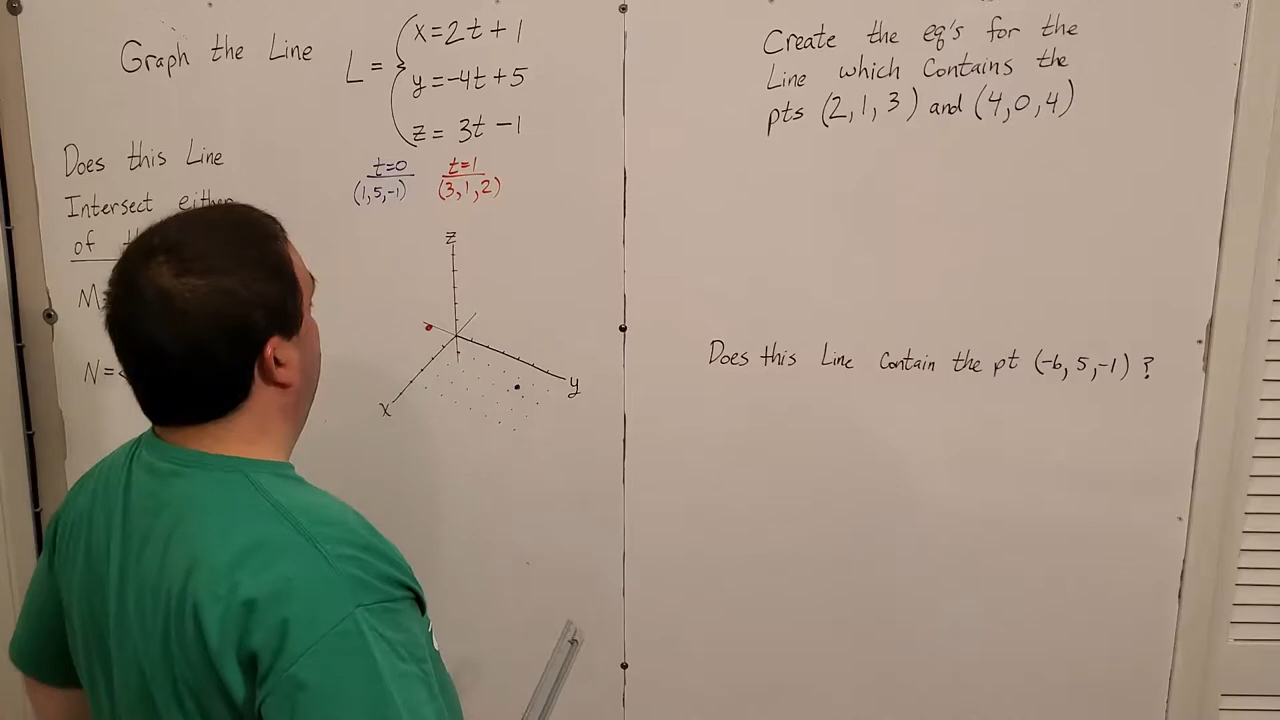 Graph the Line
L =
x=2t+1
y=-4t+5
z= 3t-1
t=0 t=1
(1,5,-1) (3,1,2)
Does this Line
Intersect either
of
M=
N=
z
x
y
Create the eq's for the
Line which Contains the
pts (2,1,3) and (4,0,4)
Does this Line Contain the pt (-6,5,-1)?